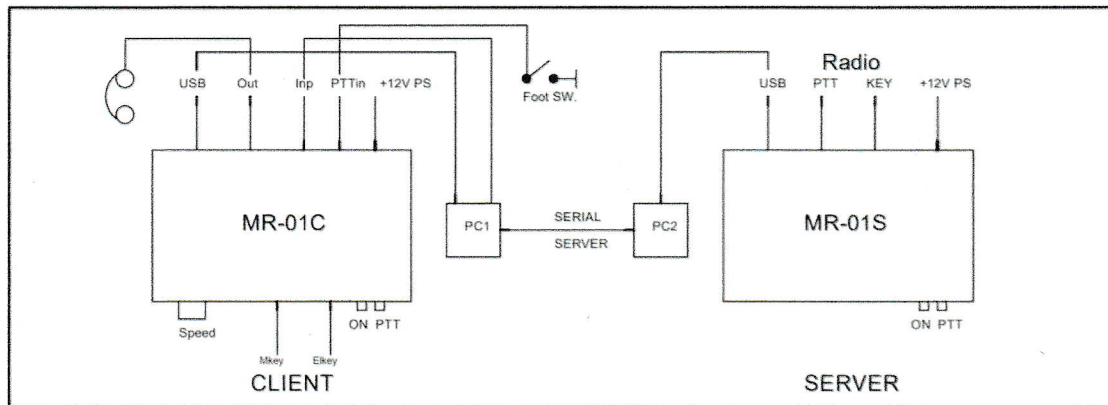 Radio
USB Out Inp PTTin +12V PS
Foot SW.
USB PTT KEY +12V PS
MR-01C
PC1
SERIAL
SERVER
PC2
MR-01S
Speed
ON PTT
ON PTT
Mkey Elkey
CLIENT
SERVER